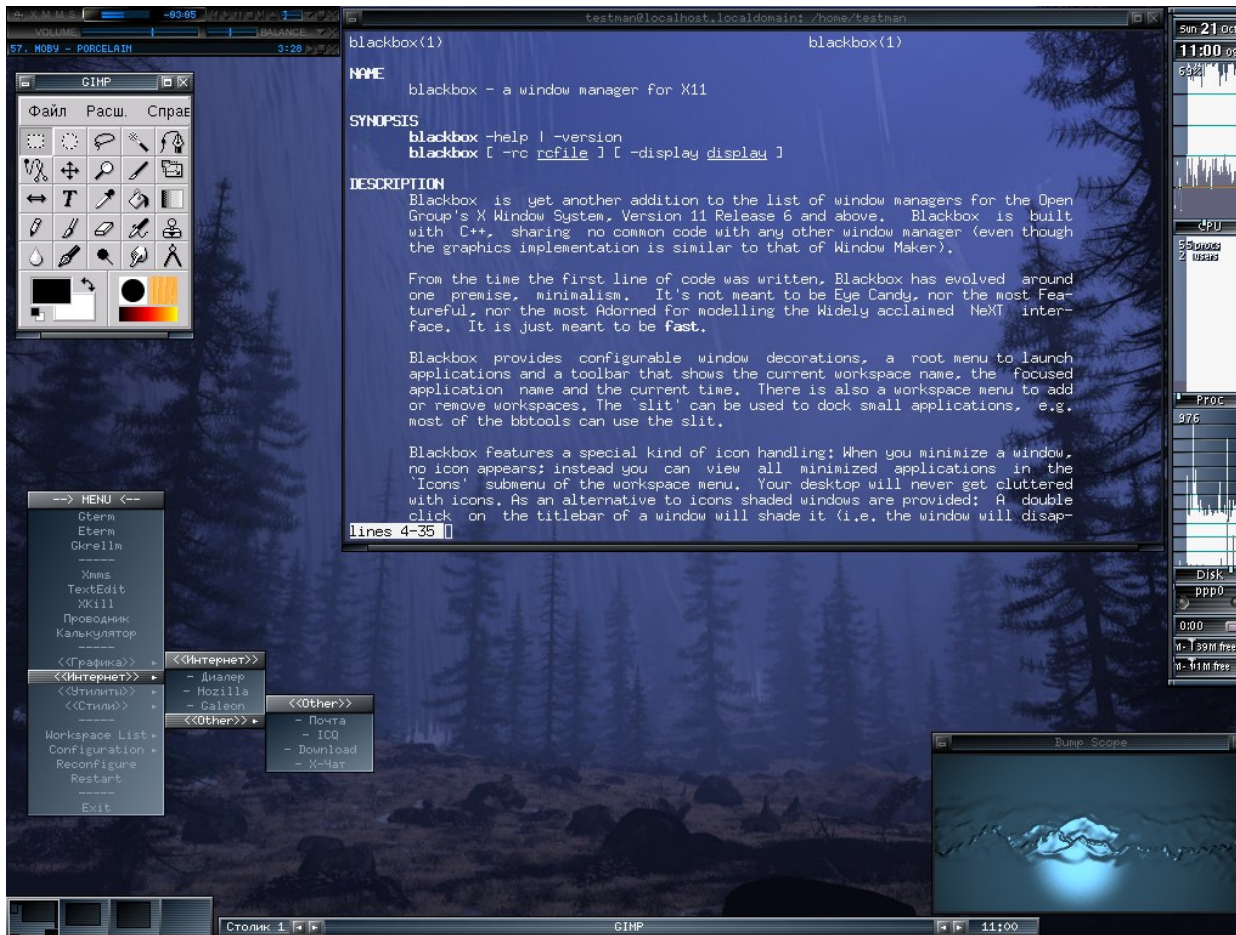 XMMS -03:05
VOLUME BALANCE
57. MOBY - PORCELAIN 3:28
GIMP
Файл Расш. Справ
testman@localhost.localdomain: /home/testman
blackbox(1) blackbox(1)
NAME
blackbox - a window manager for X11
SYNOPSIS
blackbox -help | -version
blackbox [ -rc rcfile ] [ -display display ]
DESCRIPTION
Blackbox is yet another addition to the list of window managers for the Open
Group's X Window System, Version 11 Release 6 and above. Blackbox is built
with C++, sharing no common code with any other window manager (even though
the graphics implementation is similar to that of Window Maker).
From the time the first line of code was written, Blackbox has evolved around
one premise, minimalism. It's not meant to be Eye Candy, nor the most Fea-
tureful, nor the most Adorned for modelling the Widely acclaimed NeXT inter-
face. It is just meant to be fast.
Blackbox provides configurable window decorations, a root menu to launch
applications and a toolbar that shows the current workspace name, the focused
application name and the current time. There is also a workspace menu to add
or remove workspaces. The `slit' can be used to dock small applications, e.g.
most of the bbtools can use the slit.
Blackbox features a special kind of icon handling: When you minimize a window,
no icon appears; instead you can view all minimized applications in the
`Icons' submenu of the workspace menu. Your desktop will never get cluttered
with icons. As an alternative to icons shaded windows are provided: A double
click on the titlebar of a window will shade it (i.e. the window will disap-
lines 4-35
Sun 21 Oct
11:00
63%
CPU
55 procs
2 users
Proc
976
Disk
ppp0
0:00
39M free
free
--> MENU <--
Gterm
Eterm
Gkrellm
-----
Xmms
TextEdit
XKill
Проводник
Калькулятор
-----
<<Графика>>
<<Интернет>>
<<Утилиты>>
<<Стили>>
-----
Workspace List
Configuration
Reconfigure
Restart
-----
Exit
<<Интернет>>
- Диалер
- Mozilla
- Galeon
<<Other>>
<<Other>>
- Почта
- ICQ
- Download
- X-Чат
Bump Scope
Столик 1 GIMP 11:00